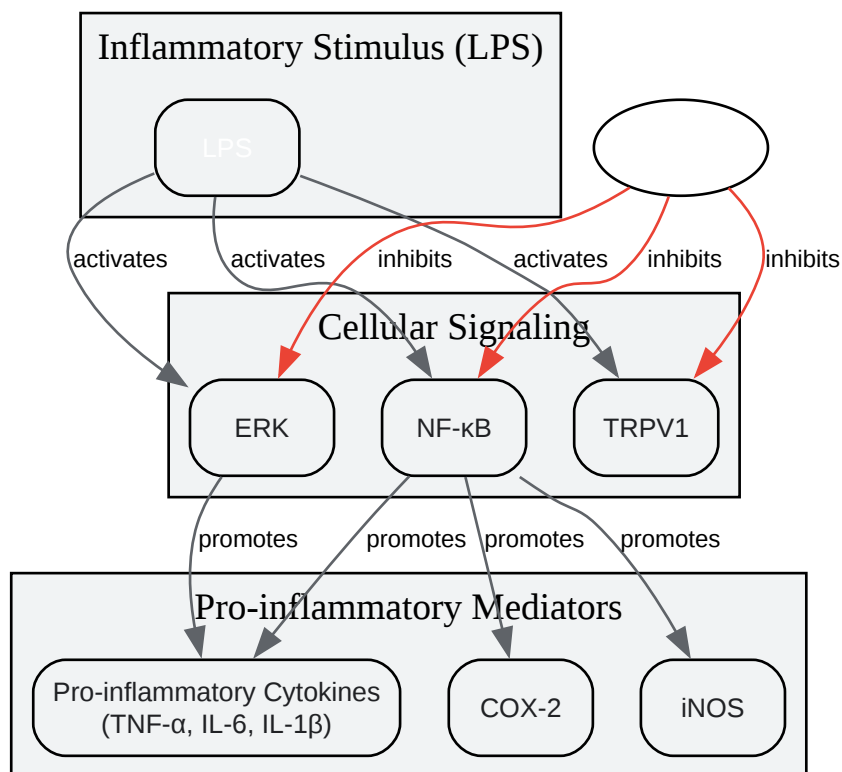 Inflammatory Stimulus (LPS)
LPS
activates
activates
inhibits
activates
inhibits
inhibits
Cellular Signaling
ERK
NF-κB
TRPV1
promotes
promotes
promotes
promotes
Pro-inflammatory Mediators
Pro-inflammatory Cytokines
(TNF-α, IL-6, IL-1β)
COX-2
iNOS